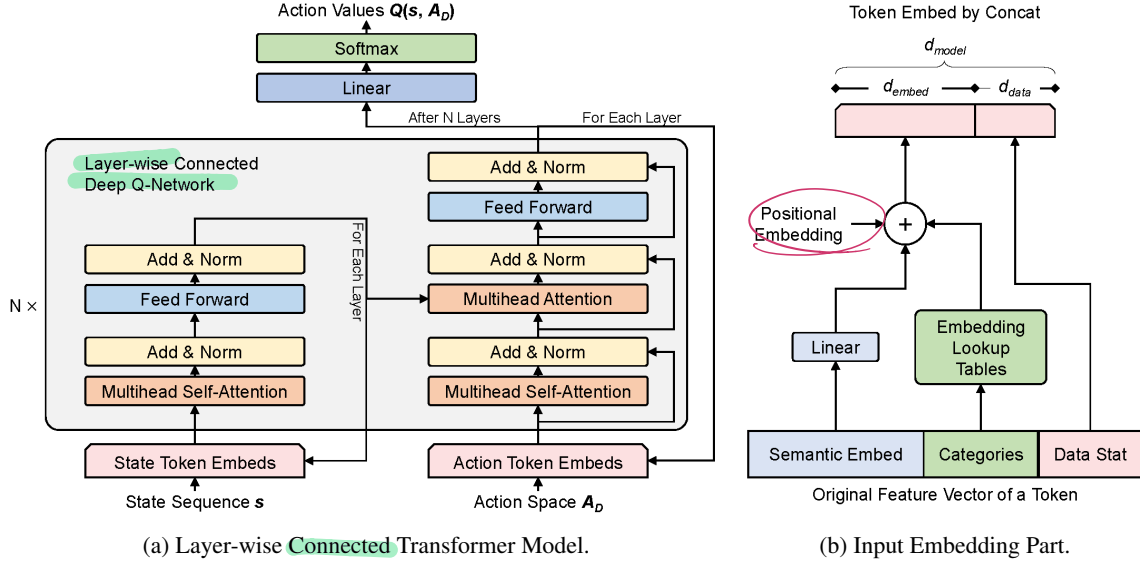 Action Values Q(s, A_D)
Softmax
Linear
After N Layers
For Each Layer
Layer-wise Connected
Deep Q-Network
Add & Norm
Feed Forward
Add & Norm
Multihead Attention
Add & Norm
Multihead Self-Attention
For Each Layer
Add & Norm
Feed Forward
Add & Norm
Multihead Self-Attention
N ×
State Token Embeds
Action Token Embeds
State Sequence s
Action Space A_D
(a) Layer-wise Connected Transformer Model.
Token Embed by Concat
d_model
d_embed
d_data
Positional
Embedding
+
Linear
Embedding
Lookup
Tables
Semantic Embed
Categories
Data Stat
Original Feature Vector of a Token
(b) Input Embedding Part.